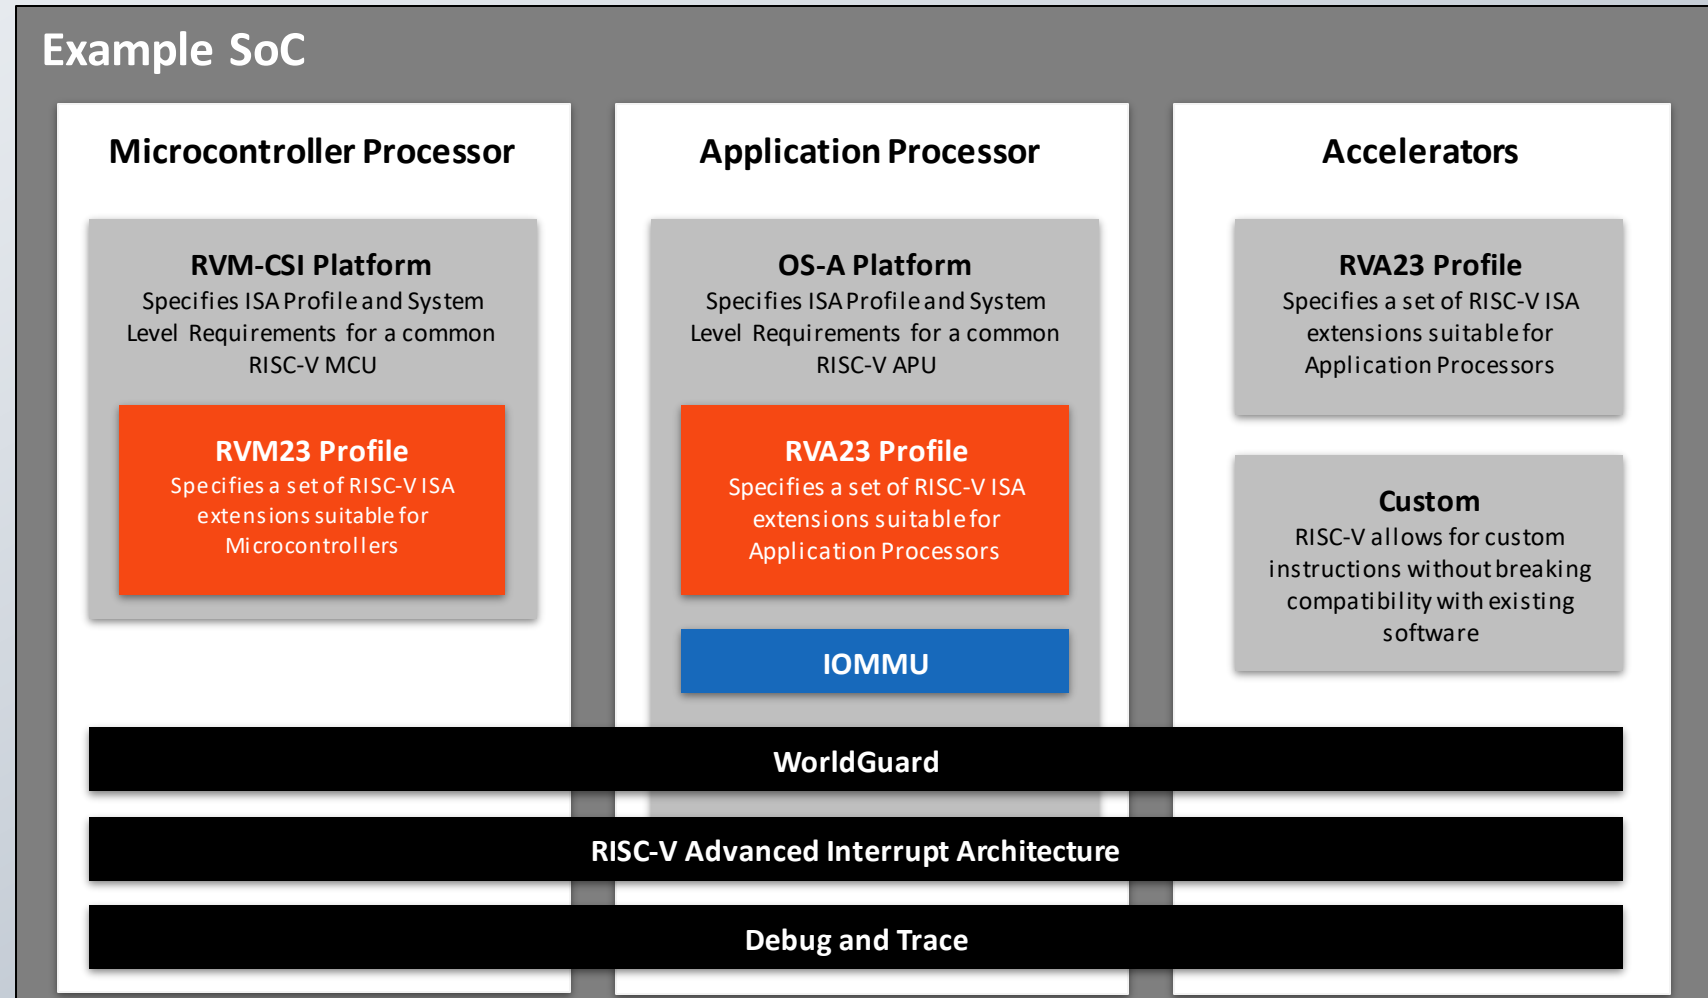 Example SoC
Microcontroller Processor
RVM-CSI Platform
Specifies ISA Profile and System
Level Requirements for a common
RISC-V MCU
RVM23 Profile
Specifies a set of RISC-V ISA
extensions suitable for
Microcontrollers
Application Processor
OS-A Platform
Specifies ISA Profile and System
Level Requirements for a common
RISC-V APU
RVA23 Profile
Specifies a set of RISC-V ISA
extensions suitable for
Application Processors
IOMMU
Accelerators
RVA23 Profile
Specifies a set of RISC-V ISA
extensions suitable for
Application Processors
Custom
RISC-V allows for custom
instructions without breaking
compatibility with existing
software
WorldGuard
RISC-V Advanced Interrupt Architecture
Debug and Trace